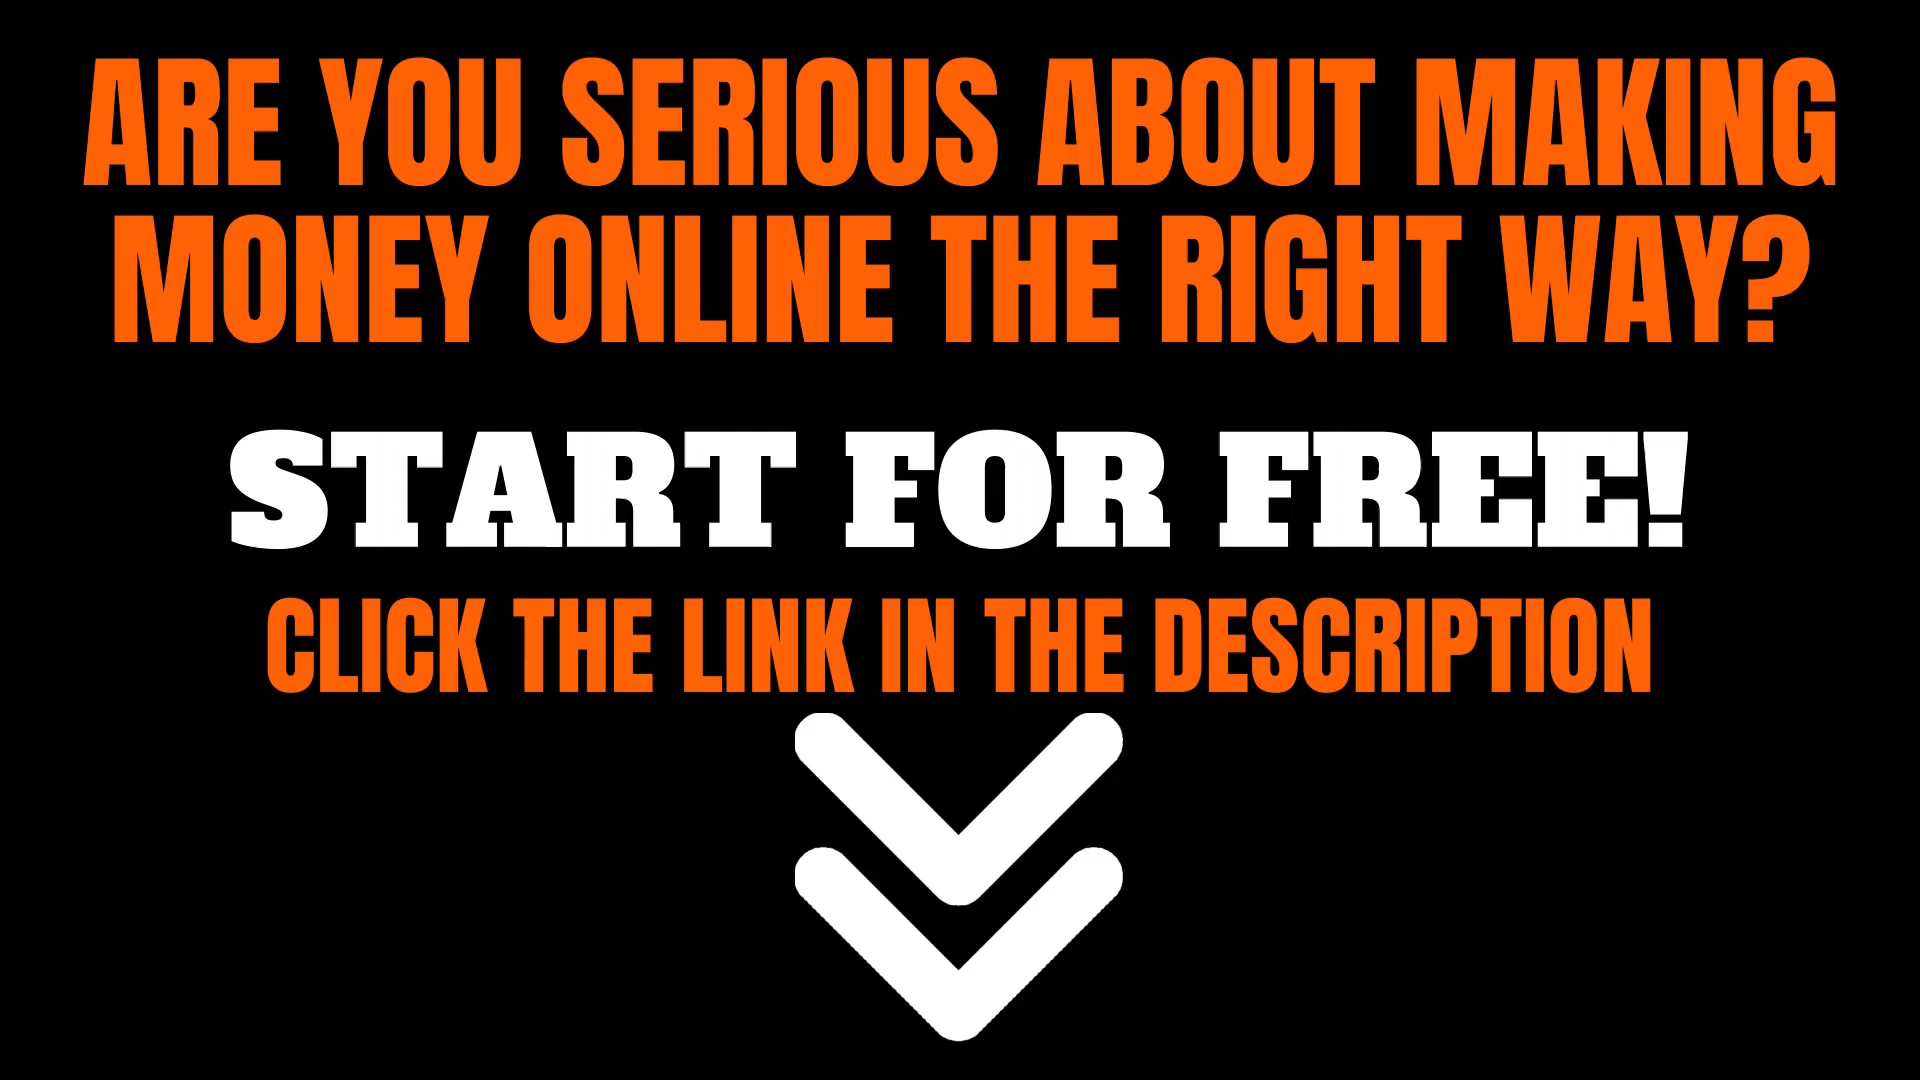 ARE YOU SERIOUS ABOUT MAKING
MONEY ONLINE THE RIGHT WAY?
START FOR FREE!
CLICK THE LINK IN THE DESCRIPTION